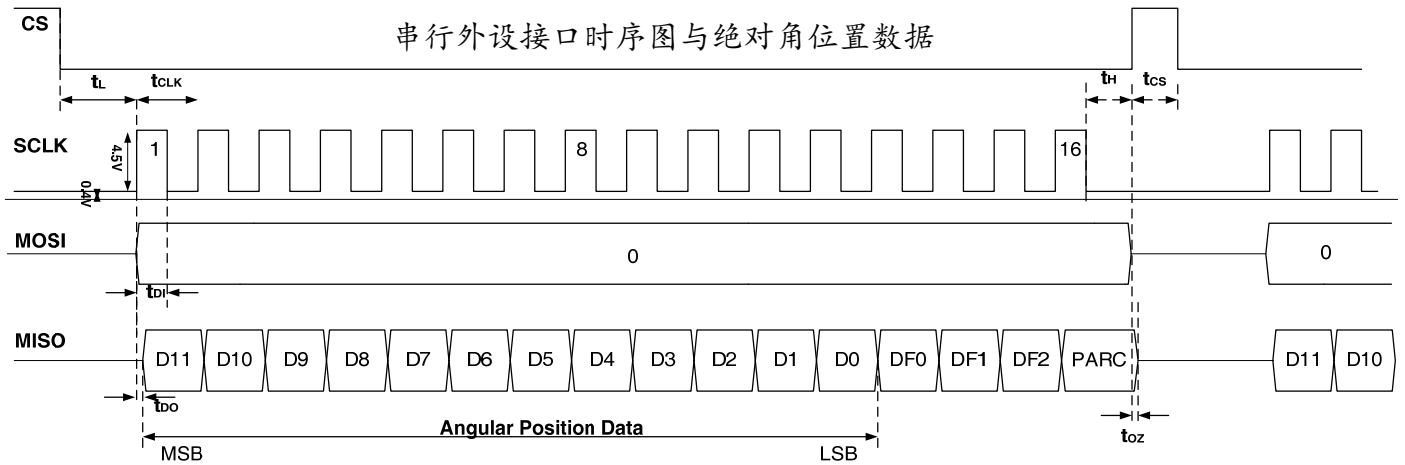 串行外设接口时序图与绝对角位置数据
CS
tL
tCLK
tH
tCS
SCLK
4.5V
1
8
16
0.4V
MOSI
0
0
tDI
MISO
D11 D10 D9 D8 D7 D6 D5 D4 D3 D2 D1 D0 DF0 DF1 DF2 PARC D11 D10
tDO
Angular Position Data
tOZ
MSB
LSB